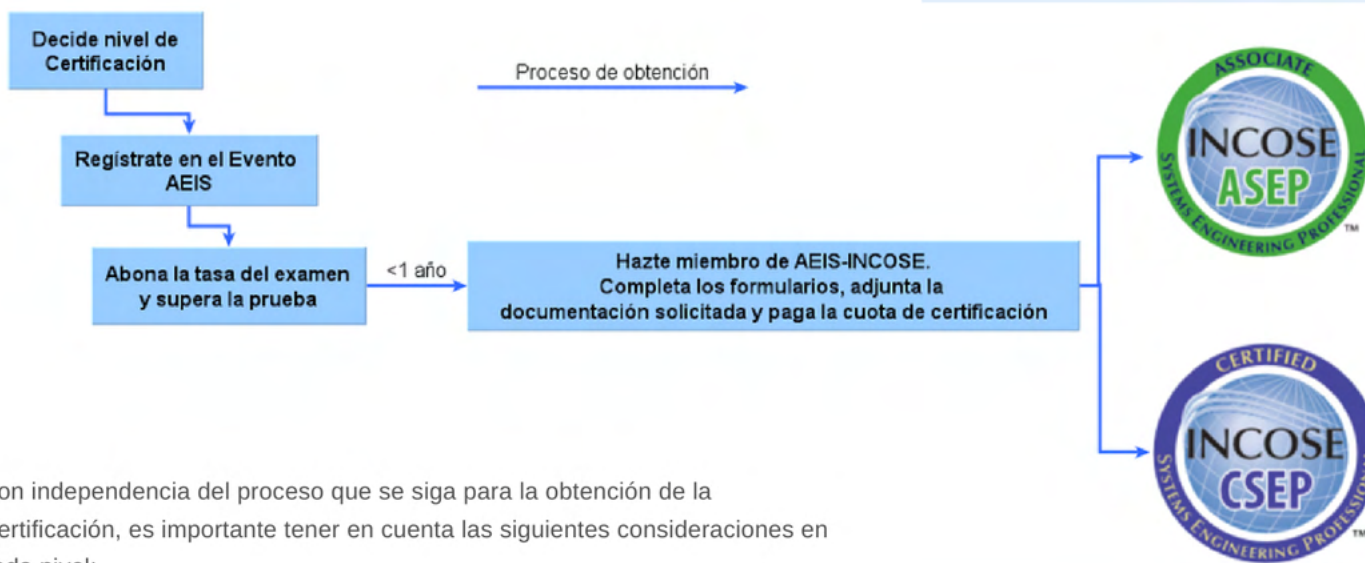 Decide nivel de
Certificación
Proceso de obtención
Regístrate en el Evento
AEIS
Abona la tasa del examen
y supera la prueba
<1 año
Hazte miembro de AEIS-INCOSE.
Completa los formularios, adjunta la
documentación solicitada y paga la cuota de certificación
ASSOCIATE
INCOSE
ASEP
SYSTEMS ENGINEERING PROFESSIONAL
TM
CERTIFIED
INCOSE
CSEP
SYSTEMS ENGINEERING PROFESSIONAL
TM
on independencia del proceso que se siga para la obtención de la
ertificación, es importante tener en cuenta las siguientes consideraciones en